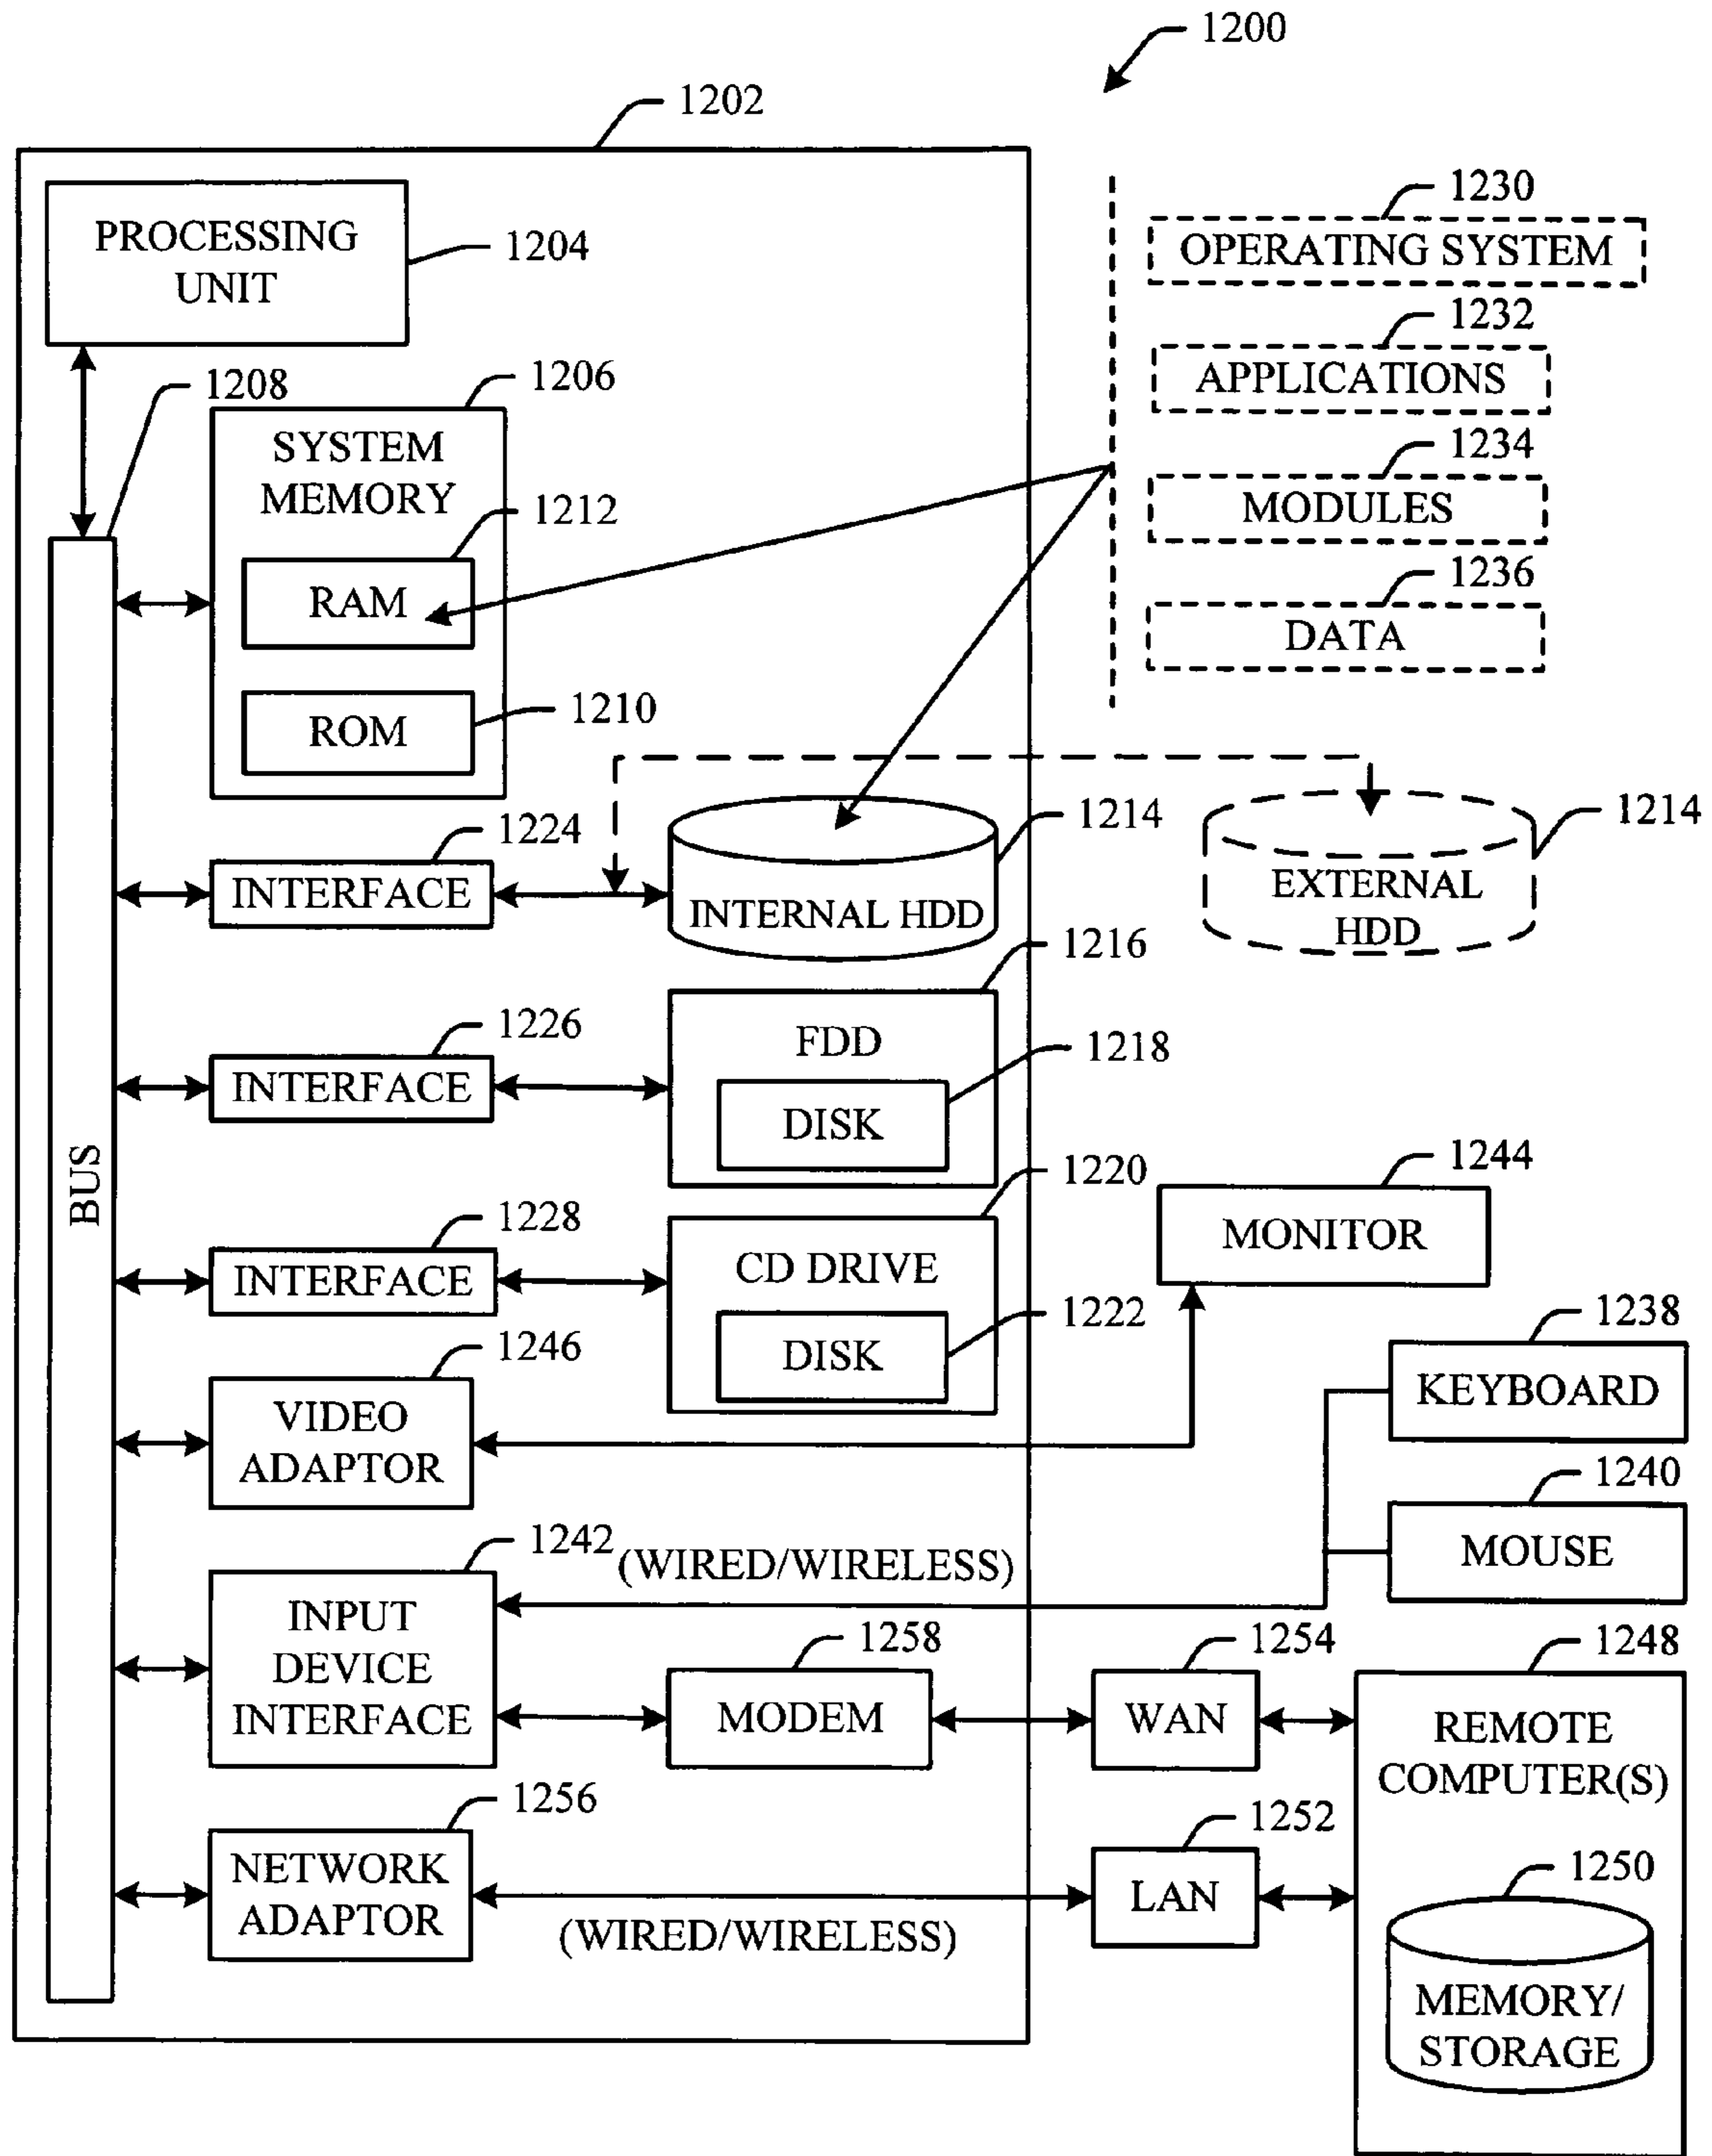 1200
1202
PROCESSING
UNIT
1204
1230
OPERATING SYSTEM
1232
APPLICATIONS
1234
MODULES
1236
DATA
1208
1206
SYSTEM
MEMORY
1212
RAM
1210
ROM
BUS
1224
INTERFACE
1214
INTERNAL HDD
1214
EXTERNAL
HDD
1226
INTERFACE
1216
FDD
1218
DISK
1228
INTERFACE
1220
CD DRIVE
1222
DISK
1244
MONITOR
1246
VIDEO
ADAPTOR
1238
KEYBOARD
1240
MOUSE
1242
(WIRED/WIRELESS)
INPUT
DEVICE
INTERFACE
1258
MODEM
1254
WAN
1248
REMOTE
COMPUTER(S)
1256
NETWORK
ADAPTOR
(WIRED/WIRELESS)
1252
LAN
1250
MEMORY/
STORAGE